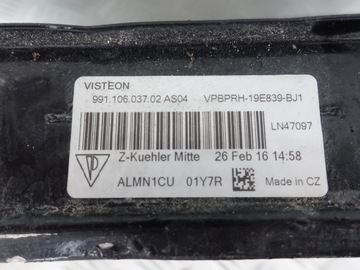 VISTEON
991.106.037.02 AS04 VPBPRH-19E839-BJ1
LN47097
Z-Kuehler Mitte 26 Feb 16 14:58
ALMN1CU 01Y7R Made in CZ